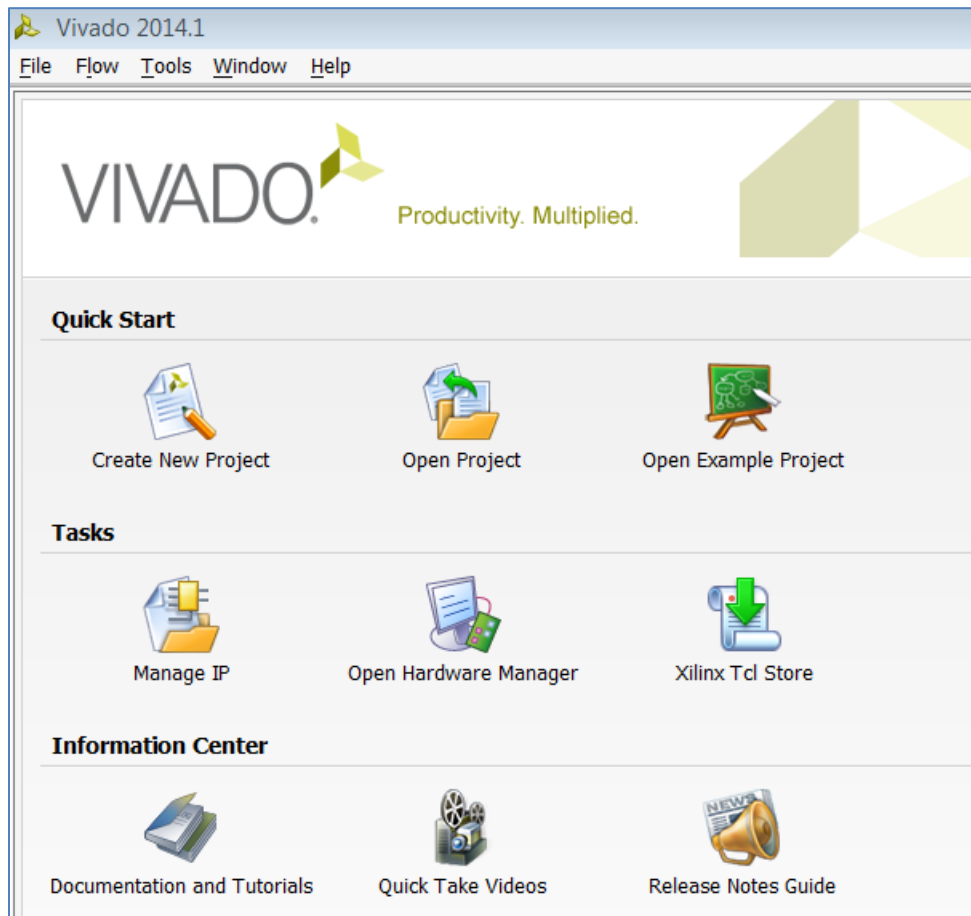 Vivado 2014.1
File Flow Tools Window Help
VIVADO®
Productivity. Multiplied.
Quick Start
Create New Project Open Project Open Example Project
Tasks
Manage IP Open Hardware Manager Xilinx Tcl Store
Information Center
NEWS
Documentation and Tutorials Quick Take Videos Release Notes Guide